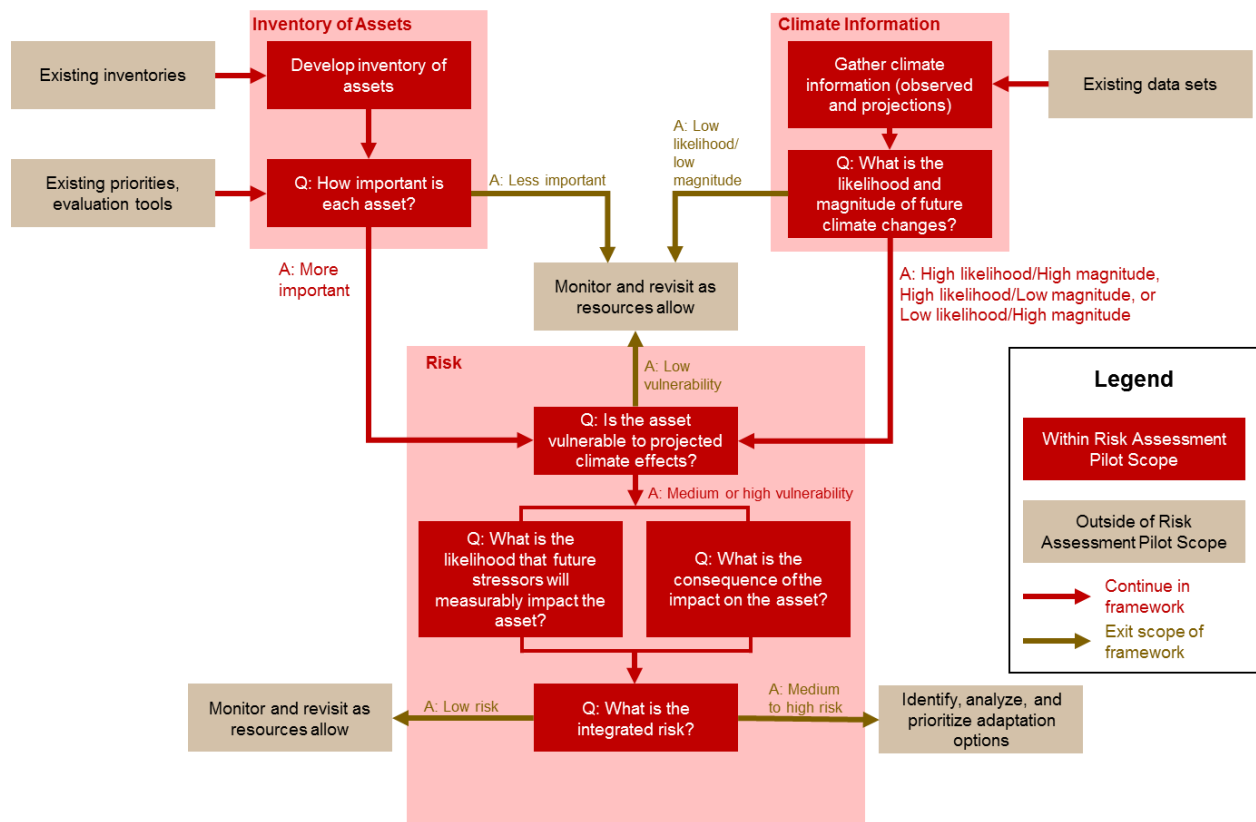 Inventory of Assets
Climate Information
Existing inventories
Develop inventory of
assets
Gather climate
information (observed
and projections)
Existing data sets
A: Low
likelihood/
low
magnitude
Existing priorities,
evaluation tools
Q: How important is
each asset?
A: Less important
Q: What is the
likelihood and
magnitude of future
climate changes?
A: More
important
Monitor and revisit as
resources allow
A: High likelihood/High magnitude,
High likelihood/Low magnitude, or
Low likelihood/High magnitude
Risk
A: Low
vulnerability
Q: Is the asset
vulnerable to projected
climate effects?
A: Medium or high vulnerability
Q: What is the
likelihood that future
stressors will
measurably impact the
asset?
Q: What is the
consequence of the
impact on the asset?
Monitor and revisit as
resources allow
A: Low risk
Q: What is the
integrated risk?
A: Medium
to high risk
Identify, analyze, and
prioritize adaptation
options
Legend
Within Risk Assessment
Pilot Scope
Outside of Risk
Assessment Pilot Scope
Continue in
framework
Exit scope of
framework